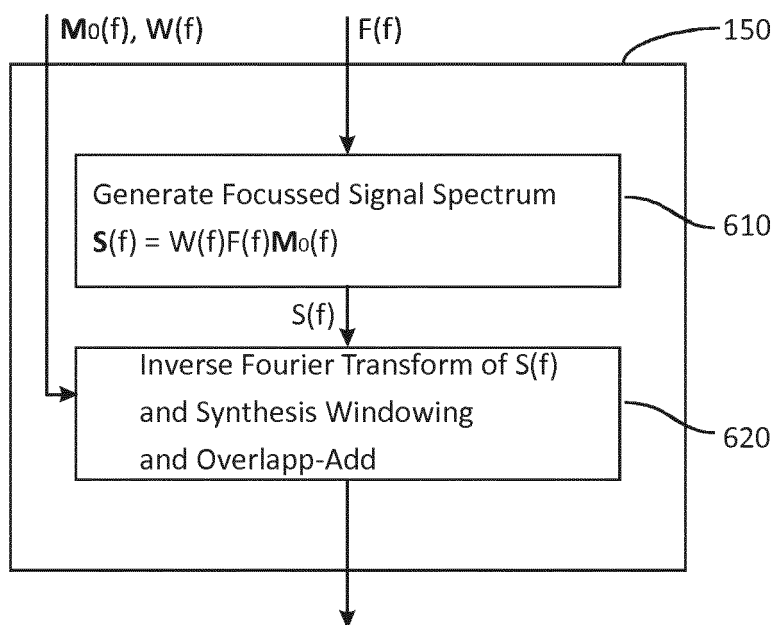 M0(f), W(f)
F(f)
150
Generate Focussed Signal Spectrum
S(f) = W(f)F(f)M0(f)
610
S(f)
Inverse Fourier Transform of S(f)
and Synthesis Windowing
and Overlapp-Add
620